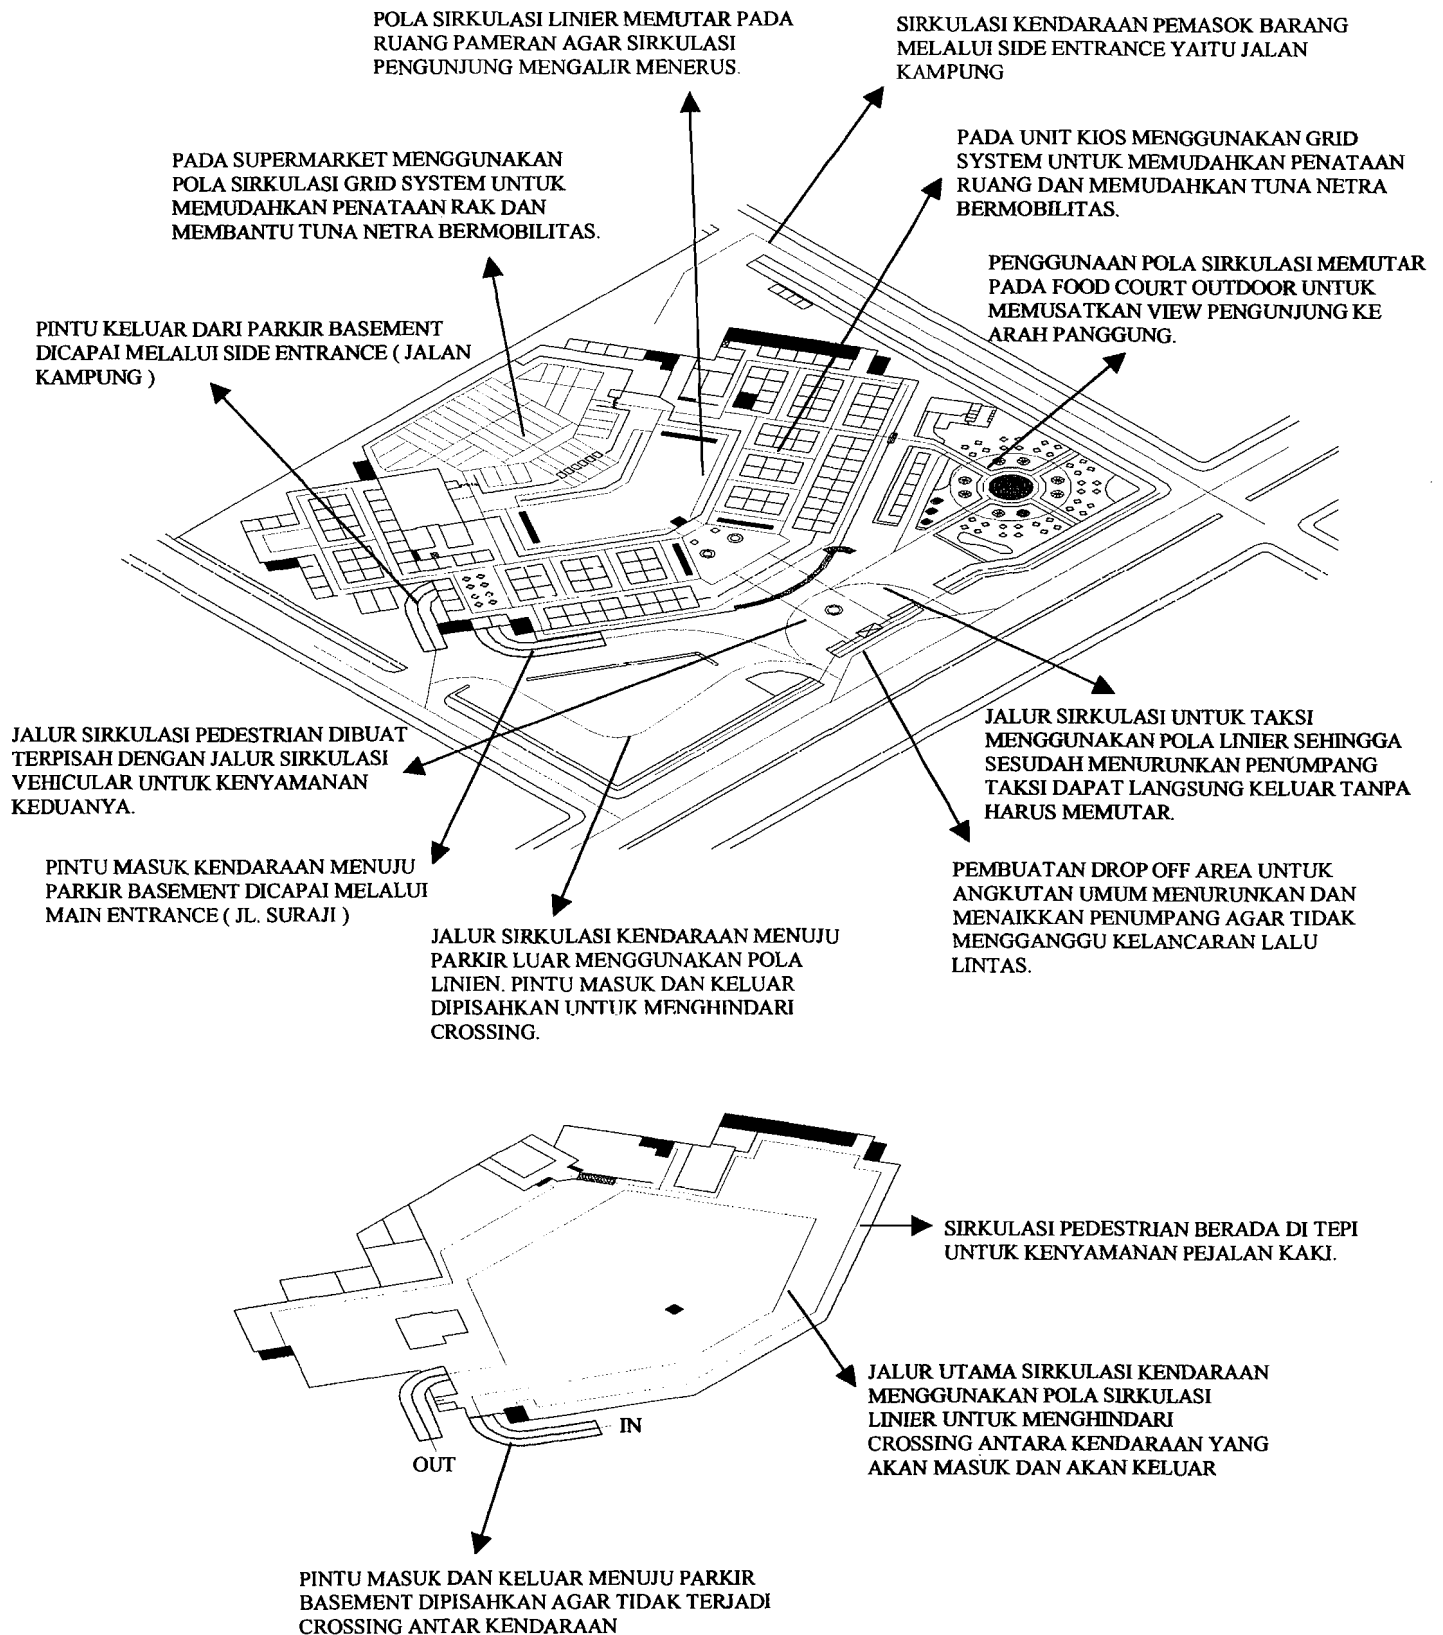 POLA SIRKULASI LINIER MEMUTAR PADA
RUANG PAMERAN AGAR SIRKULASI
PENGUNJUNG MENGALIR MENERUS.
SIRKULASI KENDARAAN PEMASOK BARANG
MELALUI SIDE ENTRANCE YAITU JALAN
KAMPUNG
PADA SUPERMARKET MENGGUNAKAN
POLA SIRKULASI GRID SYSTEM UNTUK
MEMUDAHKAN PENATAAN RAK DAN
MEMBANTU TUNA NETRA BERMOBILITAS.
PADA UNIT KIOS MENGGUNAKAN GRID
SYSTEM UNTUK MEMUDAHKAN PENATAAN
RUANG DAN MEMUDAHKAN TUNA NETRA
BERMOBILITAS.
PENGGUNAAN POLA SIRKULASI MEMUTAR
PADA FOOD COURT OUTDOOR UNTUK
MEMUSATKAN VIEW PENGUNJUNG KE
ARAH PANGGUNG.
PINTU KELUAR DARI PARKIR BASEMENT
DICAPAI MELALUI SIDE ENTRANCE ( JALAN
KAMPUNG )
JALUR SIRKULASI PEDESTRIAN DIBUAT
TERPISAH DENGAN JALUR SIRKULASI
VEHICULAR UNTUK KENYAMANAN
KEDUANYA.
JALUR SIRKULASI UNTUK TAKSI
MENGGUNAKAN POLA LINIER SEHINGGA
SESUDAH MENURUNKAN PENUMPANG
TAKSI DAPAT LANGSUNG KELUAR TANPA
HARUS MEMUTAR.
PINTU MASUK KENDARAAN MENUJU
PARKIR BASEMENT DICAPAI MELALUI
MAIN ENTRANCE ( JL. SURAJI )
PEMBUATAN DROP OFF AREA UNTUK
ANGKUTAN UMUM MENURUNKAN DAN
MENAIKKAN PENUMPANG AGAR TIDAK
MENGGANGGU KELANCARAN LALU
LINTAS.
JALUR SIRKULASI KENDARAAN MENUJU
PARKIR LUAR MENGGUNAKAN POLA
LINIEN. PINTU MASUK DAN KELUAR
DIPISAHKAN UNTUK MENGHINDARI
CROSSING.
SIRKULASI PEDESTRIAN BERADA DI TEPI
UNTUK KENYAMANAN PEJALAN KAKI.
JALUR UTAMA SIRKULASI KENDARAAN
MENGGUNAKAN POLA SIRKULASI
LINIER UNTUK MENGHINDARI
CROSSING ANTARA KENDARAAN YANG
AKAN MASUK DAN AKAN KELUAR
IN
OUT
PINTU MASUK DAN KELUAR MENUJU PARKIR
BASEMENT DIPISAHKAN AGAR TIDAK TERJADI
CROSSING ANTAR KENDARAAN